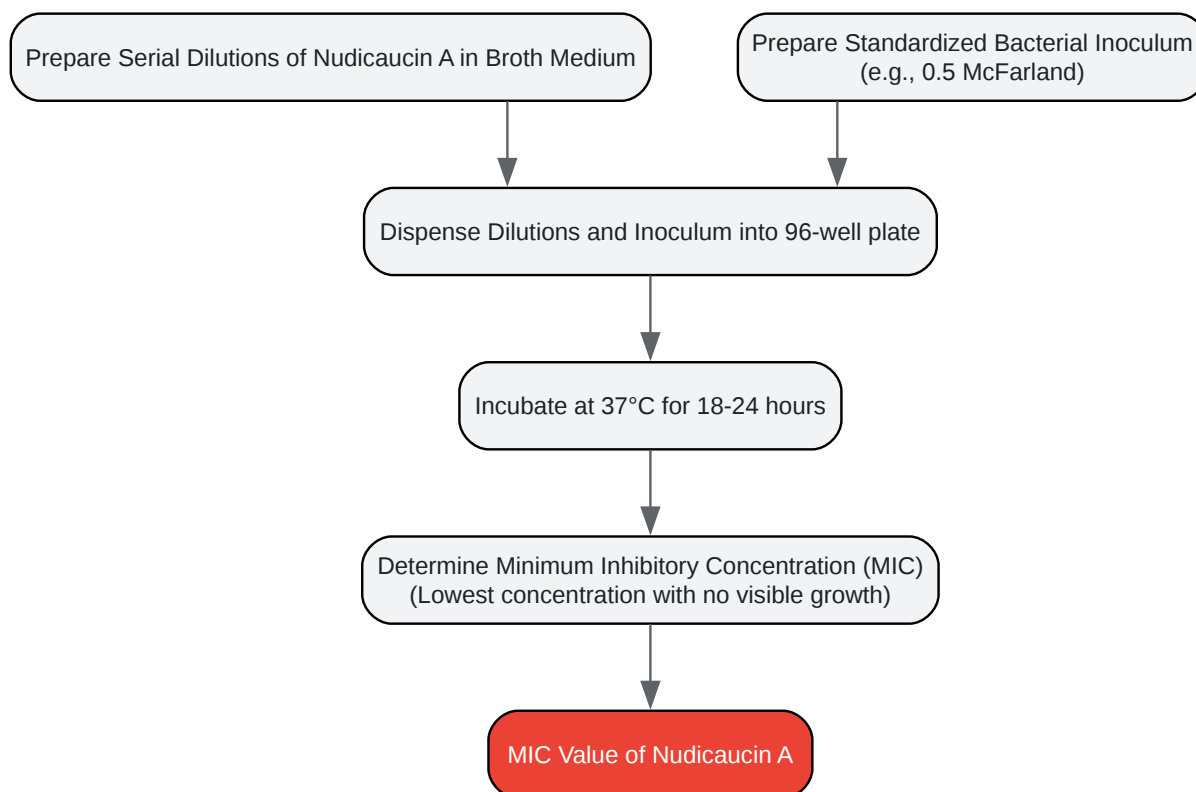 Prepare Serial Dilutions of Nudicaucin A in Broth Medium
Prepare Standardized Bacterial Inoculum
(e.g., 0.5 McFarland)
Dispense Dilutions and Inoculum into 96-well plate
Incubate at 37°C for 18-24 hours
Determine Minimum Inhibitory Concentration (MIC)
(Lowest concentration with no visible growth)
MIC Value of Nudicaucin A